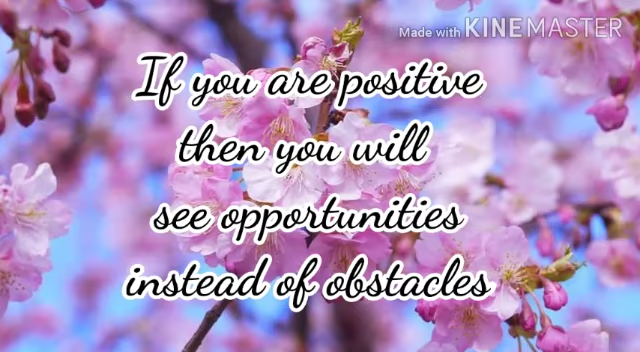 Made with KINEMASTER
If you are positive
then you will
see opportunities
instead of obstacles